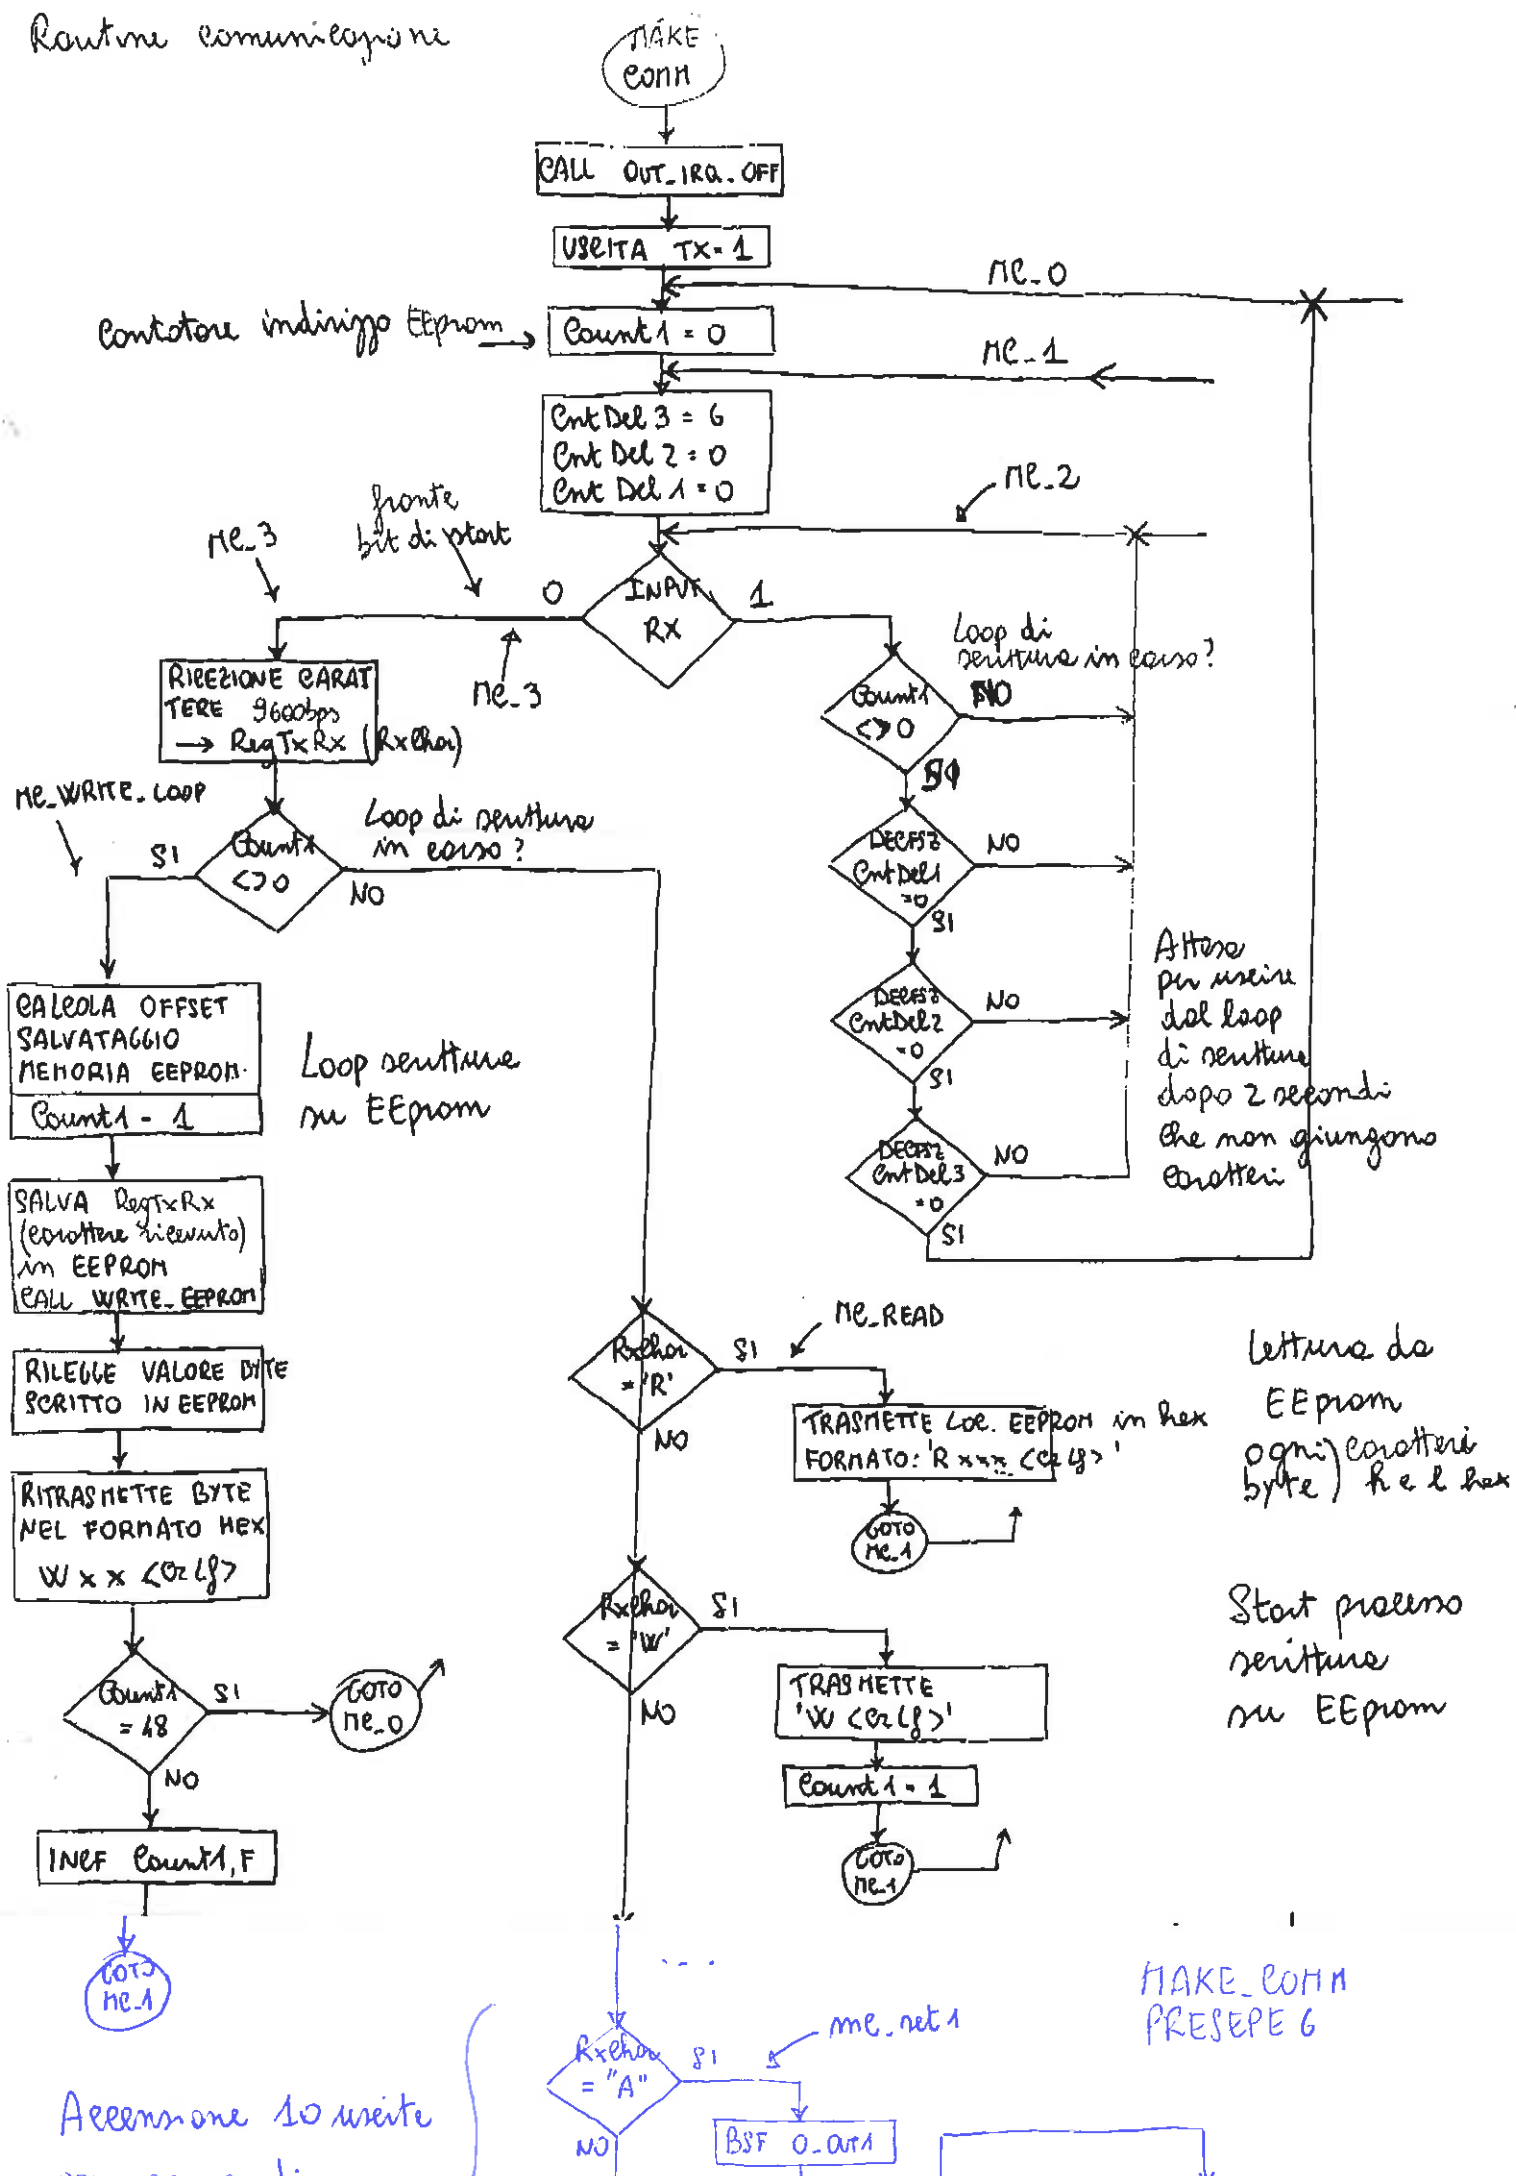 Routine comunicazione
MAKE
COMM
CALL OUT_IRQ_OFF
USCITA TX=1
MC_0
Contatore indirizzo EEprom
Count1 = 0
MC_1
CntDel3 = 6
CntDel2 = 0
CntDel1 = 0
MC_2
fronte
bit di start
MC_3
0
INPUT
RX
1
MC_3
RICEZIONE CARAT
TERE 9600bps
→ RegTxRx (RxChar)
Loop di
scrittura in corso?
Count1
<>0
NO
SI
MC_WRITE_LOOP
SI
Count1
<>0
NO
Loop di scrittura
in corso?
DECFSZ
CntDel1
=0
NO
SI
DECFSZ
CntDel2
=0
NO
SI
DECFSZ
CntDel3
=0
NO
SI
Attesa
per uscire
dal loop
di scrittura
dopo 2 secondi
che non giungono
caratteri
CALCOLA OFFSET
SALVATAGGIO
MEMORIA EEPROM.
Count1 - 1
Loop scrittura
su EEprom
SALVA RegTxRx
(carattere ricevuto)
in EEPROM
CALL WRITE_EEPROM
RILEGGE VALORE BYTE
SCRITTO IN EEPROM
RITRASMETTE BYTE
NEL FORMATO HEX
W x x <Cr Lf>
Count1
= 48
SI
GOTO
MC_0
NO
INCF Count1,F
GOTO
MC_1
RxChar
= 'R'
SI
MC_READ
NO
TRASMETTE LOC. EEPROM in hex
FORMATO: 'R xxx <Cr Lf>'
GOTO
MC_1
Lettura da
EEprom
ogni) caratteri
byte) h e l hex
RxChar
= 'W'
SI
NO
TRASMETTE
'W <Cr Lf>'
Count1 = 1
GOTO
MC_1
Start processo
scrittura
su EEprom
MAKE_COMM
PRESEPE 6
RxChar
= "A"
SI
mc_set1
NO
BSF O_OUT1
Accensione 10 uscite